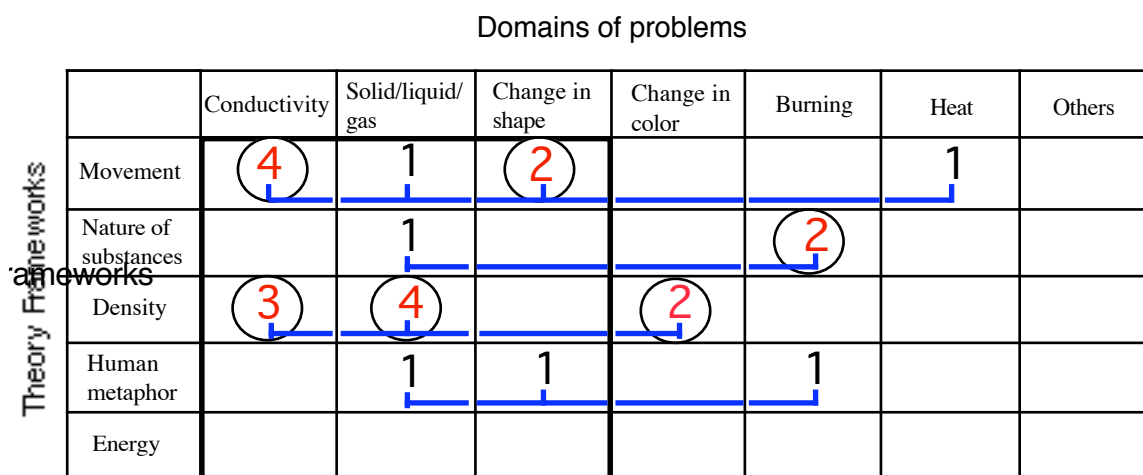 Domains of problems
Conductivity
Solid/liquid/
gas
Change in
shape
Change in
color
Burning
Heat
Others
Theory Frameworks
rameworks
Movement
4
1
2
1
Nature of
substances
1
2
Density
3
4
2
Human
metaphor
1
1
1
Energy